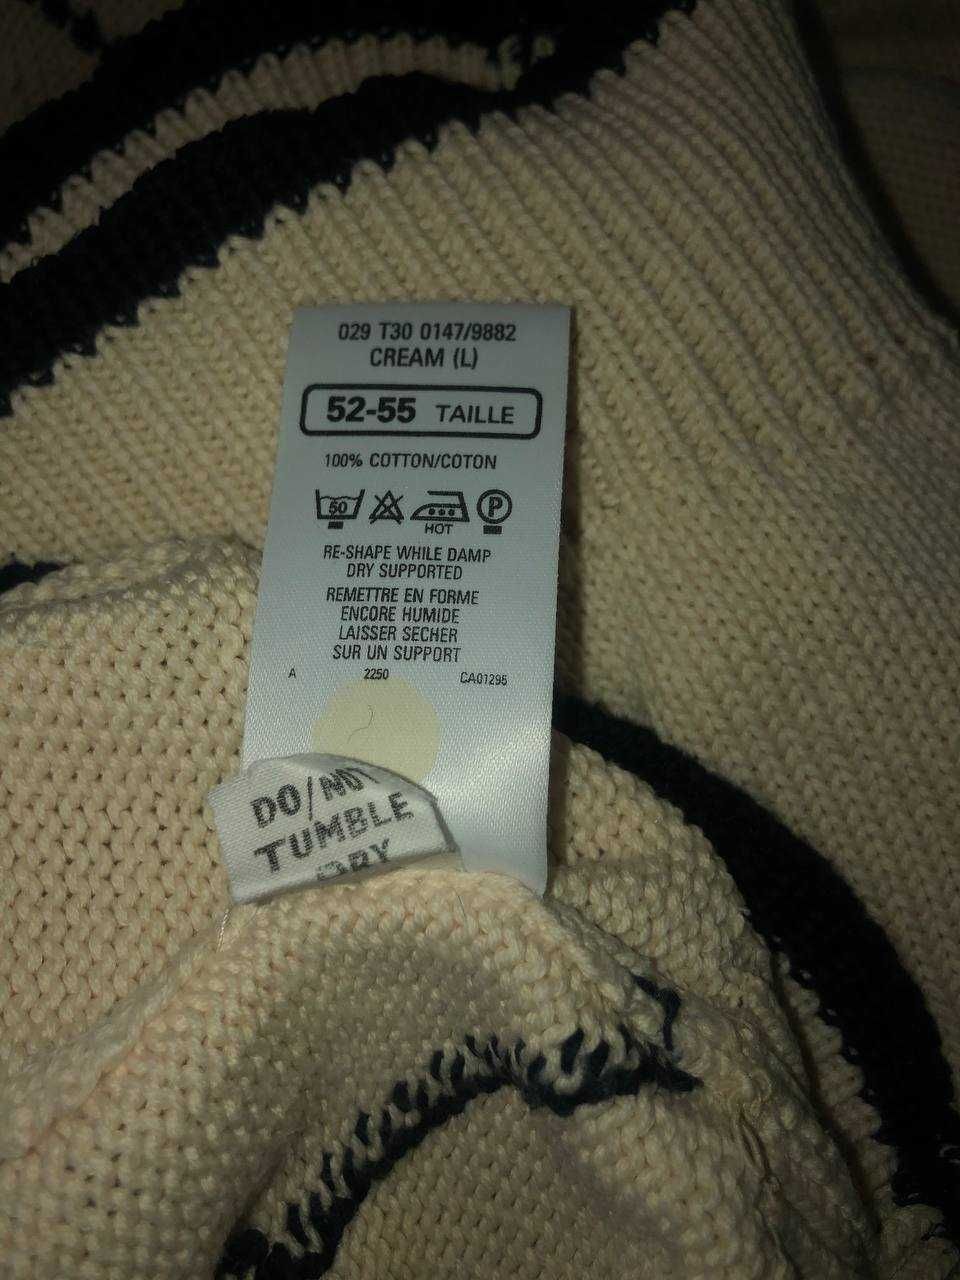 029 T30 0147/9882
CREAM (L)
52-55 TAILLE
100% COTTON/COTON
50
HOT
P
RE-SHAPE WHILE DAMP
DRY SUPPORTED
REMETTRE EN FORME
ENCORE HUMIDE
LAISSER SECHER
SUR UN SUPPORT
A 2250 CA01295
DO/NOT
TUMBLE
DRY